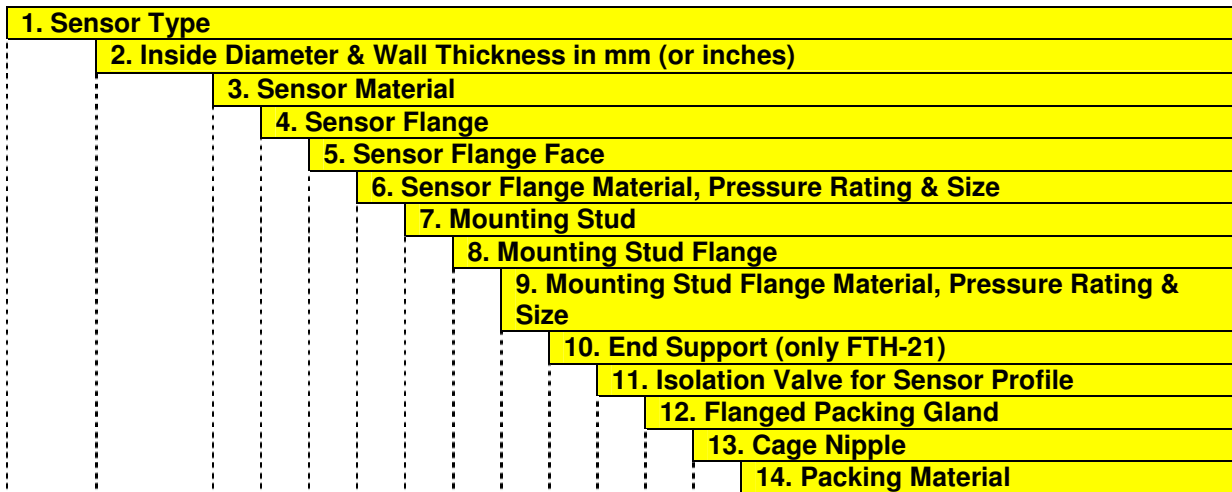 1. Sensor Type
2. Inside Diameter & Wall Thickness in mm (or inches)
3. Sensor Material
4. Sensor Flange
5. Sensor Flange Face
6. Sensor Flange Material, Pressure Rating & Size
7. Mounting Stud
8. Mounting Stud Flange
9. Mounting Stud Flange Material, Pressure Rating &
Size
10. End Support (only FTH-21)
11. Isolation Valve for Sensor Profile
12. Flanged Packing Gland
13. Cage Nipple
14. Packing Material